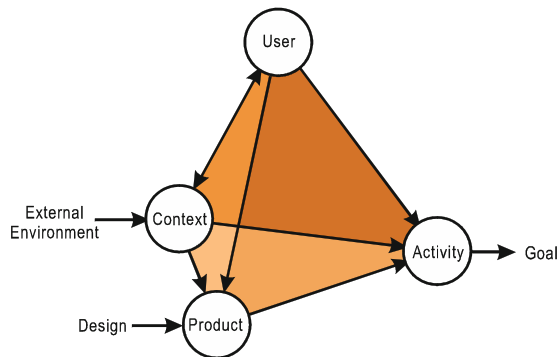 User
External
Environment
Context
Activity
Goal
Design
Product